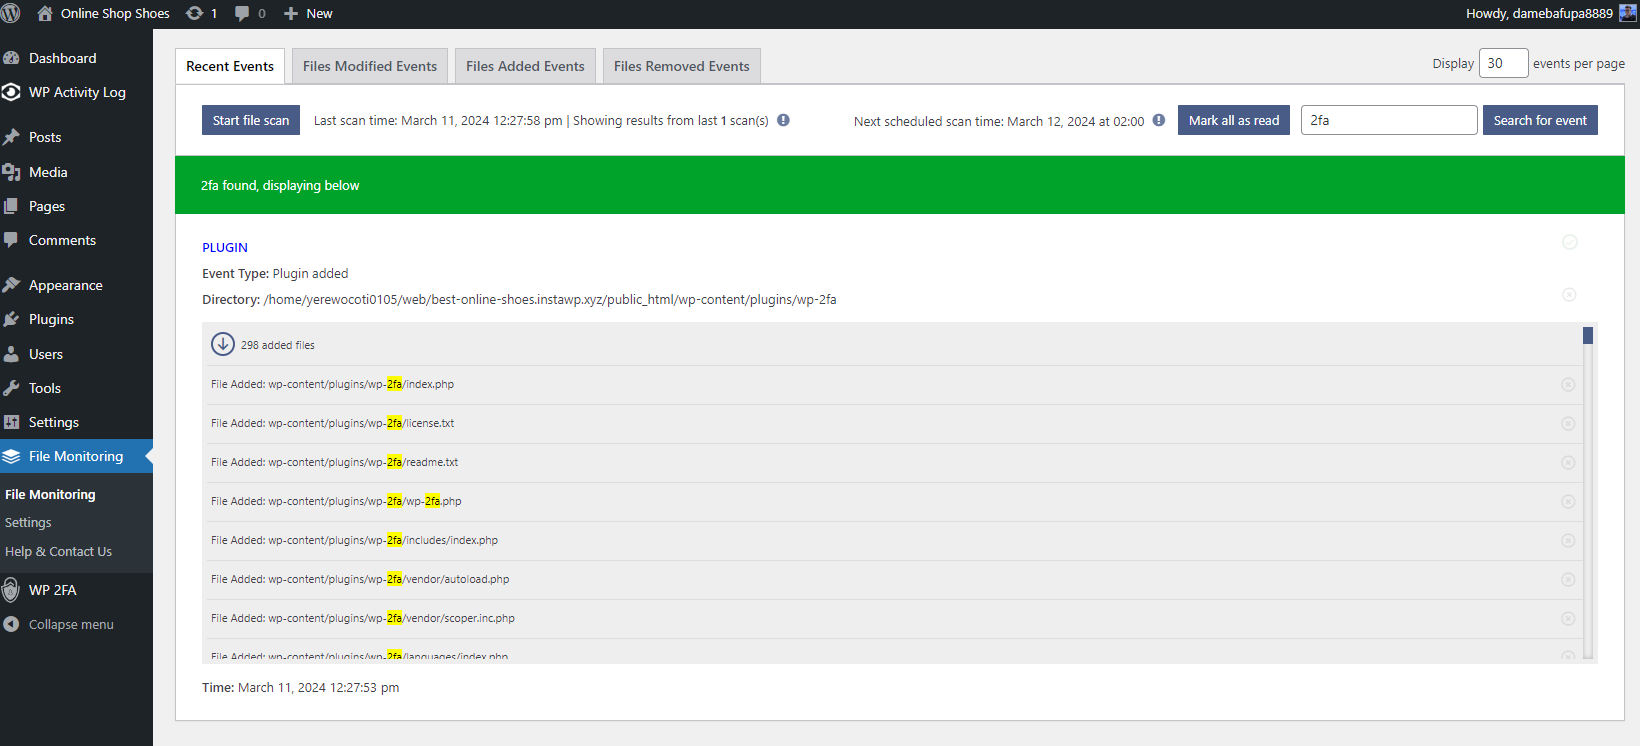 Online Shop Shoes 1 0 New Howdy, damebafupa8889
Dashboard
WP Activity Log
Posts
Media
Pages
Comments
Appearance
Plugins
Users
Tools
Settings
File Monitoring
File Monitoring
Settings
Help & Contact Us
WP 2FA
Collapse menu
Recent Events Files Modified Events Files Added Events Files Removed Events Display 30 events per page
Start file scan Last scan time: March 11, 2024 12:27:58 pm | Showing results from last 1 scan(s) Next scheduled scan time: March 12, 2024 at 02:00 Mark all as read 2fa Search for event
2fa found, displaying below
PLUGIN
Event Type: Plugin added
Directory: /home/yerewocoti0105/web/best-online-shoes.instawp.xyz/public_html/wp-content/plugins/wp-2fa
298 added files
File Added: wp-content/plugins/wp-2fa/index.php
File Added: wp-content/plugins/wp-2fa/license.txt
File Added: wp-content/plugins/wp-2fa/readme.txt
File Added: wp-content/plugins/wp-2fa/wp-2fa.php
File Added: wp-content/plugins/wp-2fa/includes/index.php
File Added: wp-content/plugins/wp-2fa/vendor/autoload.php
File Added: wp-content/plugins/wp-2fa/vendor/scoper.inc.php
File Added: wp-content/plugins/wp-2fa/languages/index.php
Time: March 11, 2024 12:27:53 pm